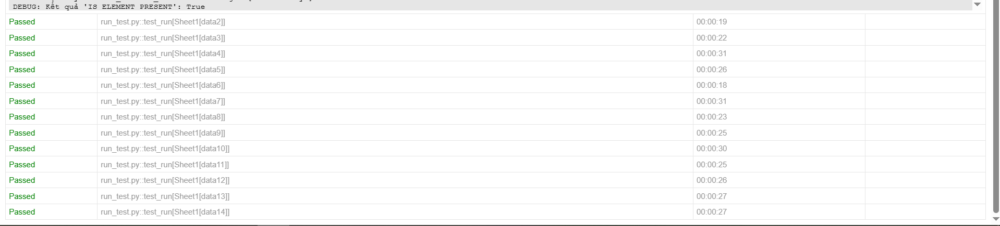 DEBUG: Kết quả 'IS ELEMENT PRESENT': True
Passed run_test.py::test_run[Sheet1[data2]] 00:00:19
Passed run_test.py::test_run[Sheet1[data3]] 00:00:22
Passed run_test.py::test_run[Sheet1[data4]] 00:00:31
Passed run_test.py::test_run[Sheet1[data5]] 00:00:26
Passed run_test.py::test_run[Sheet1[data6]] 00:00:18
Passed run_test.py::test_run[Sheet1[data7]] 00:00:31
Passed run_test.py::test_run[Sheet1[data8]] 00:00:23
Passed run_test.py::test_run[Sheet1[data9]] 00:00:25
Passed run_test.py::test_run[Sheet1[data10]] 00:00:30
Passed run_test.py::test_run[Sheet1[data11]] 00:00:25
Passed run_test.py::test_run[Sheet1[data12]] 00:00:26
Passed run_test.py::test_run[Sheet1[data13]] 00:00:27
Passed run_test.py::test_run[Sheet1[data14]] 00:00:27